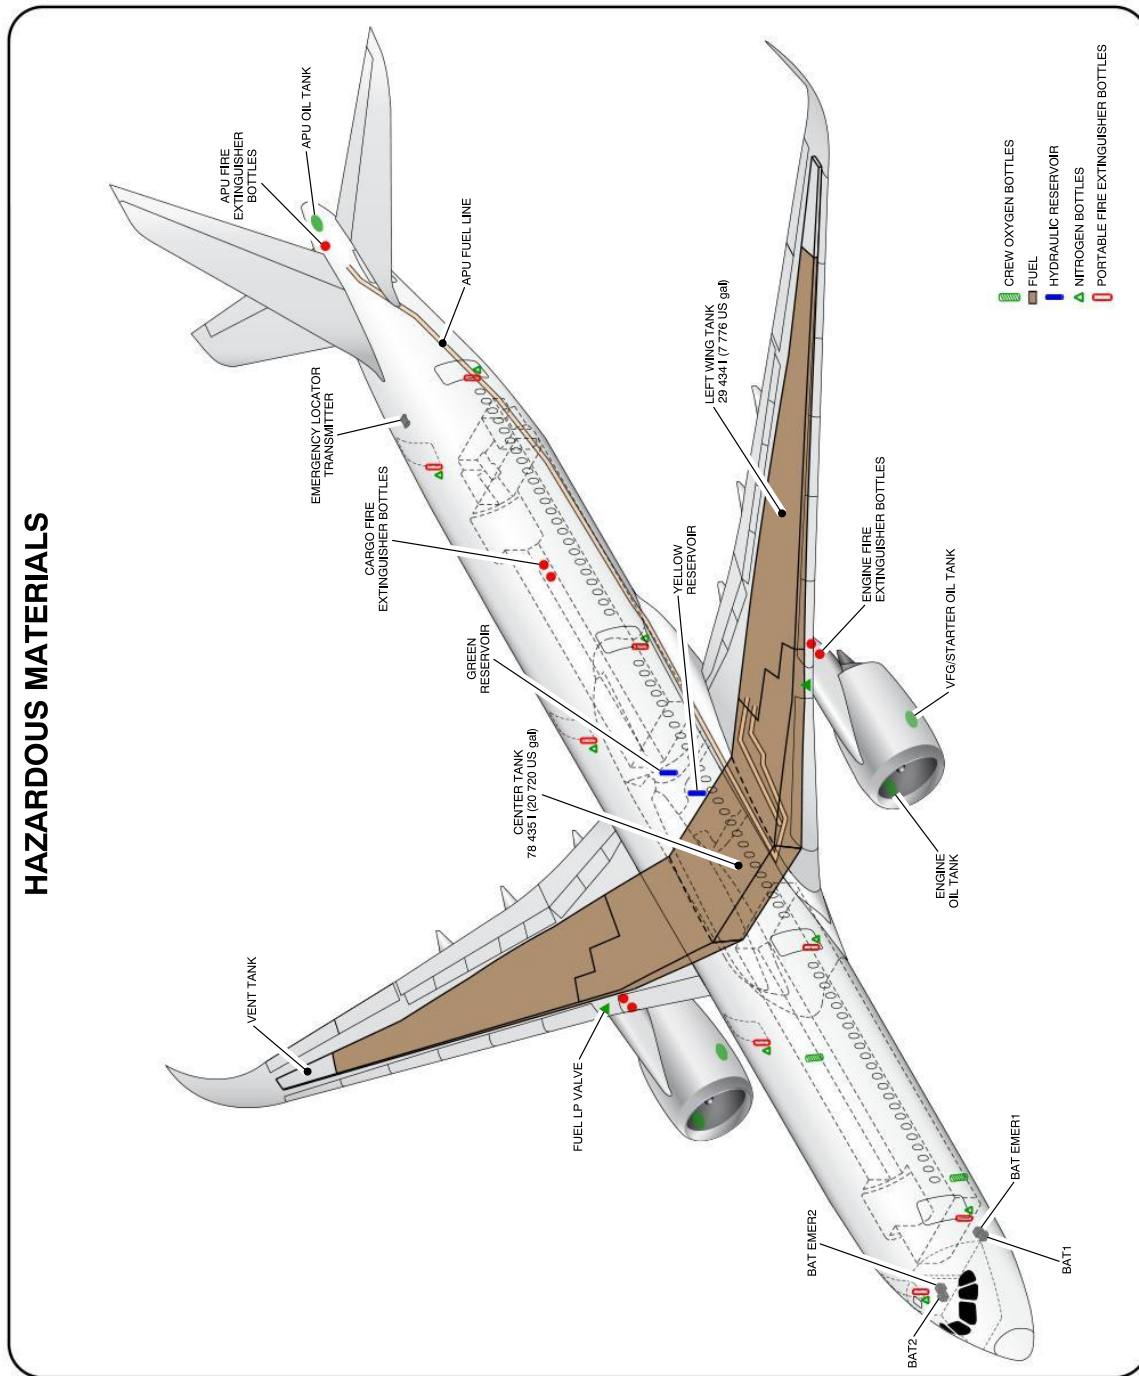 HAZARDOUS MATERIALS
APU OIL TANK
APU FIRE
EXTINGUISHER
BOTTLES
APU FUEL LINE
EMERGENCY LOCATOR
TRANSMITTER
CARGO FIRE
EXTINGUISHER BOTTLES
LEFT WING TANK
29 434 l (7 776 US gal)
GREEN
RESERVOIR
YELLOW
RESERVOIR
ENGINE FIRE
EXTINGUISHER BOTTLES
VFG/STARTER OIL TANK
CENTER TANK
78 435 l (20 720 US gal)
ENGINE
OIL TANK
VENT TANK
FUEL LP VALVE
BAT EMER2
BAT EMER1
BAT2
BAT1
CREW OXYGEN BOTTLES
FUEL
HYDRAULIC RESERVOIR
NITROGEN BOTTLES
PORTABLE FIRE EXTINGUISHER BOTTLES